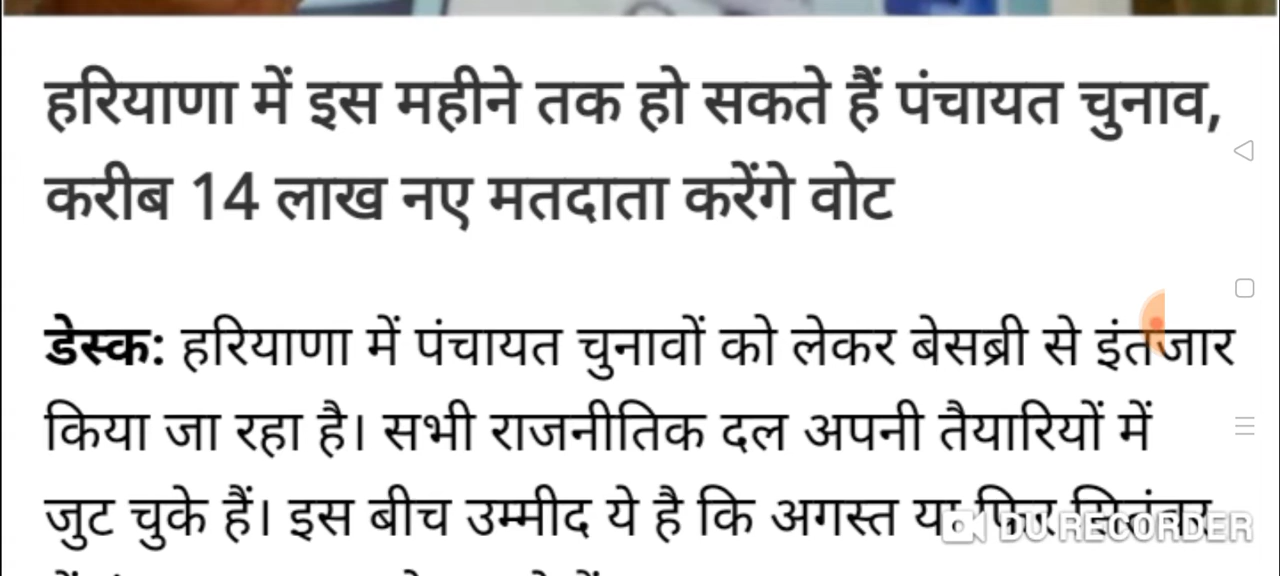 हरियाणा में इस महीने तक हो सकते हैं पंचायत चुनाव,
करीब 14 लाख नए मतदाता करेंगे वोट
डेस्क: हरियाणा में पंचायत चुनावों को लेकर बेसब्री से इंतजार
किया जा रहा है। सभी राजनीतिक दल अपनी तैयारियों में
जुट चुके हैं। इस बीच उम्मीद ये है कि अगस्त या फिर सितंबर
DU RECORDER